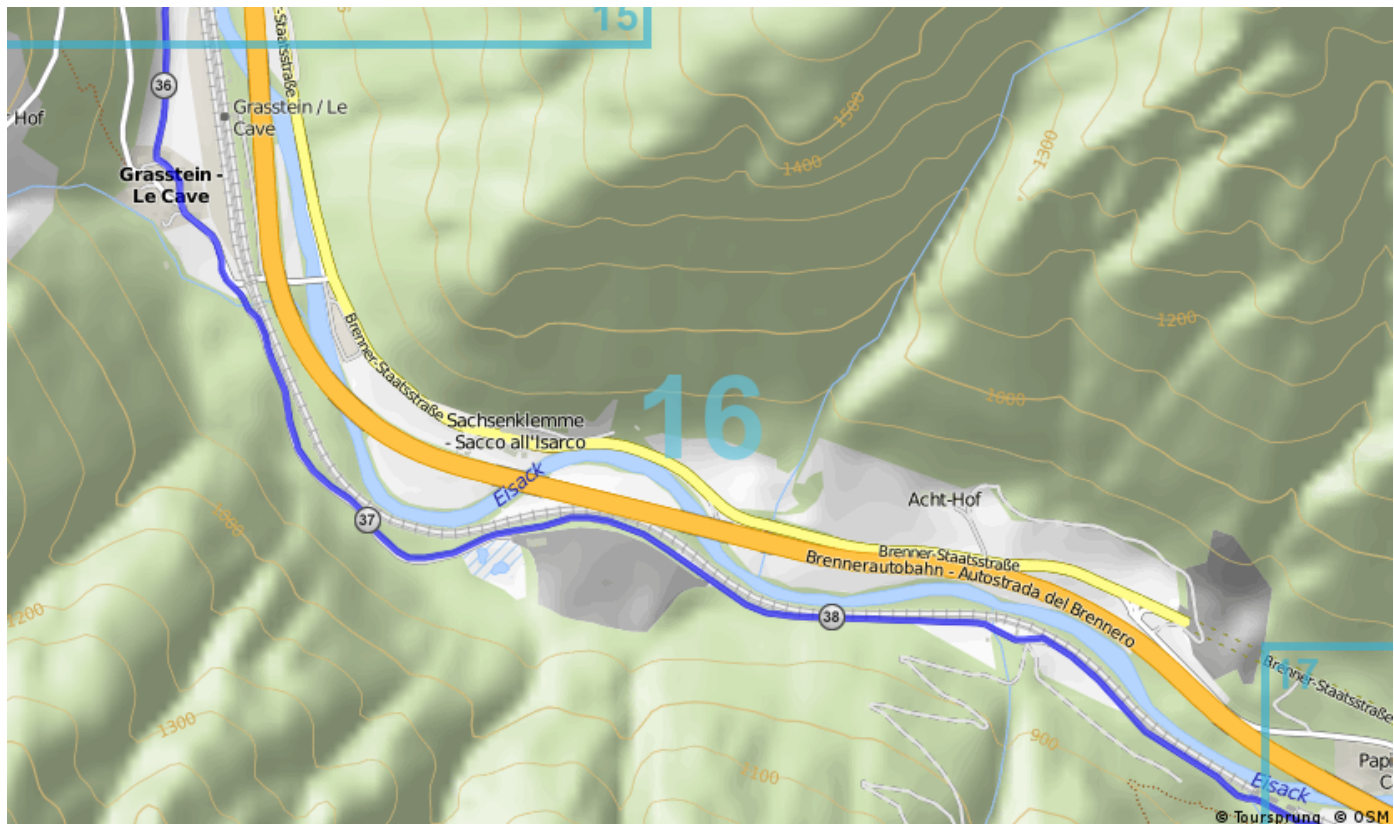 15
-Staatsstraße
36
Grasstein / Le
Cave
Hof
Grasstein -
Le Cave
1500
1400
1300
1200
1000
Brenner-Staatsstraße
16
Sachsenklemme
- Sacco all'Isarco
Eisack
Acht-Hof
37
Brenner-Staatsstraße
Brennerautobahn - Autostrada del Brennero
1200
38
17
Brenner-Staatsstraße
1300
900
1100
Papi
C
Eisack
© Toursprung © OSM